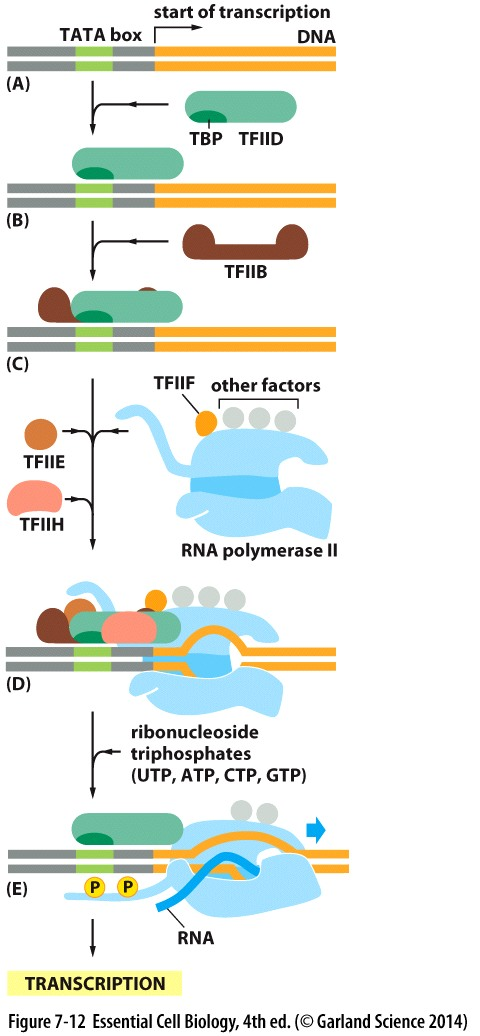 start of transcription
TATA box
DNA
(A)
TBP TFIID
(B)
TFIIB
(C)
TFIIF
other factors
TFIIE
TFIIH
RNA polymerase II
(D)
ribonucleoside
triphosphates
(UTP, ATP, CTP, GTP)
(E)
P P
RNA
TRANSCRIPTION
Figure 7-12 Essential Cell Biology, 4th ed. (© Garland Science 2014)